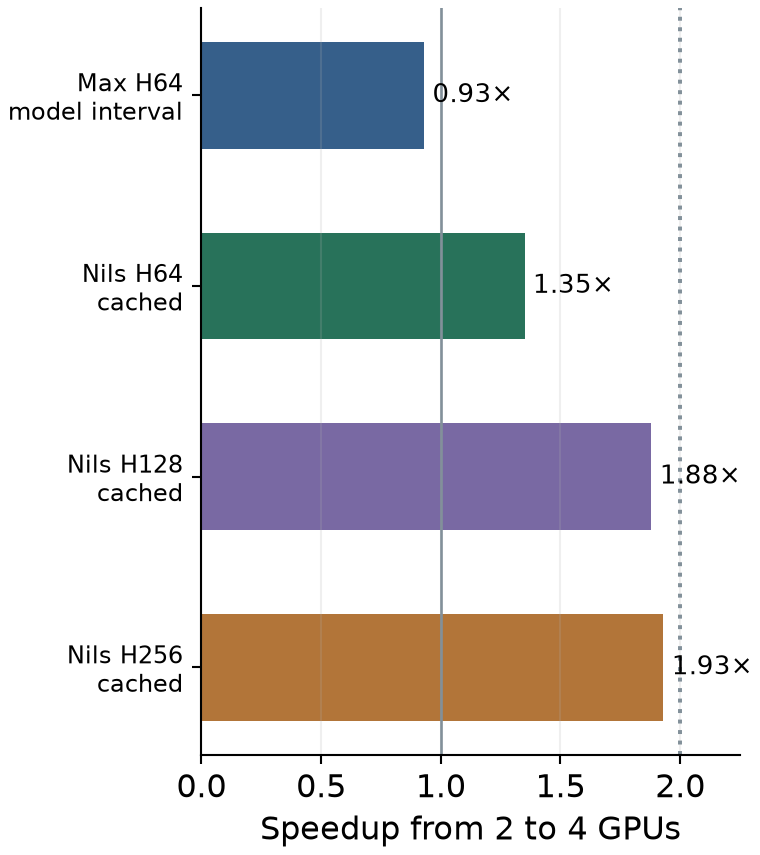 Max H64
model interval
0.93×
Nils H64
cached
1.35×
Nils H128
cached
1.88×
Nils H256
cached
1.93×
0.0 0.5 1.0 1.5 2.0
Speedup from 2 to 4 GPUs